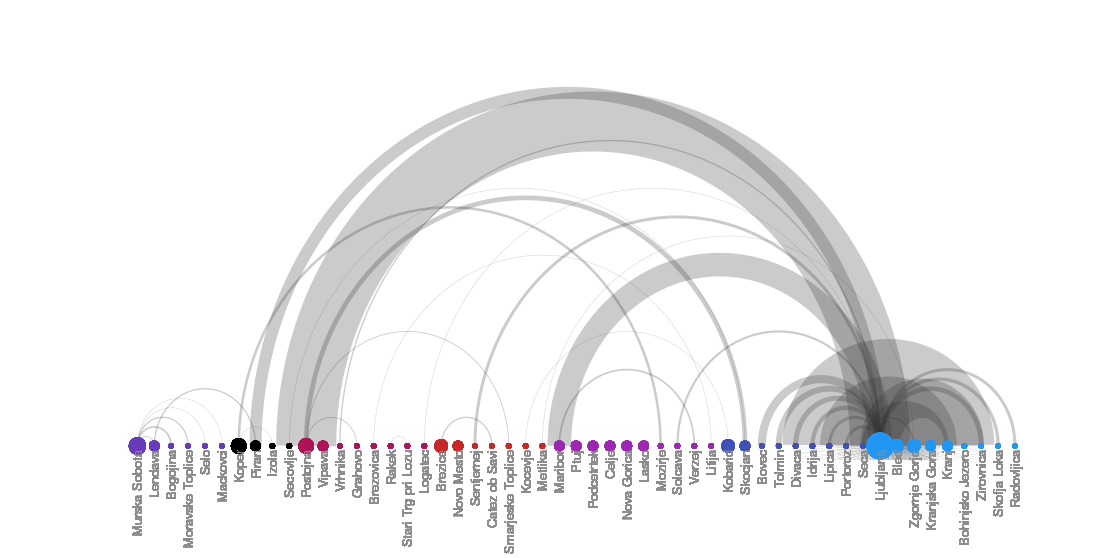 Murska Sobota
Lendava
Bogojina
Moravske Toplice
Selo
Mackovci
Koper
Piran
Izola
Secovlje
Postojna
Vipava
Vrhnika
Grahovo
Brezovica
Rakek
Stari Trg pri Lozu
Logatec
Brezice
Novo Mesto
Sentjernej
Catez ob Savi
Smarjeske Toplice
Kocevje
Metlika
Maribor
Ptuj
Podcetrtek
Celje
Nova Gorica
Lasko
Mozirje
Solcava
Verzej
Litija
Kobarid
Skocjan
Bovec
Tolmin
Divaca
Idrija
Lipica
Portoroz
Seca
Ljubljana
Bled
Zgornje Gorje
Kranjska Gora
Kranj
Bohinjsko Jezero
Zirovnica
Skofja Loka
Radovljica